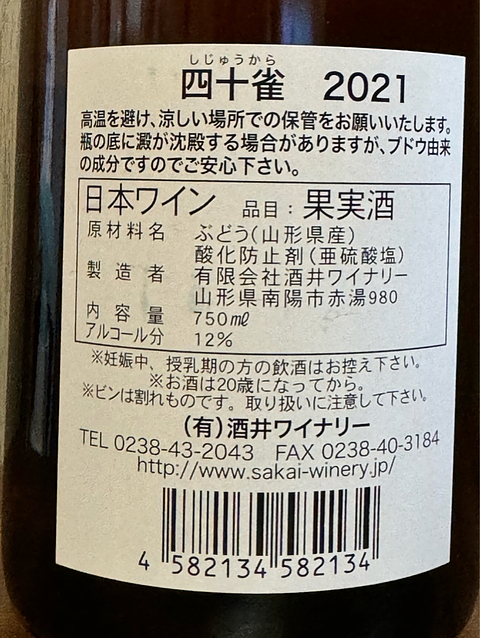 しじゅうから
四十雀 2021
高温を避け、涼しい場所での保管をお願いいたします。
瓶の底に澱が沈殿する場合がありますが、ブドウ由来
の成分ですのでご安心下さい。
日本ワイン 品目：果実酒
原材料名 ぶどう(山形県産)
酸化防止剤(亜硫酸塩)
製造者 有限会社酒井ワイナリー
山形県南陽市赤湯980
内容量 750㎖
アルコール分 12%
※妊娠中、授乳期の方の飲酒はお控え下さい。
※お酒は20歳になってから。
※ビンは割れものです。取り扱いに注意して下さい。
(有)酒井ワイナリー
TEL 0238-43-2043 FAX 0238-40-3184
http://www.sakai-winery.jp/
4 582134 582134